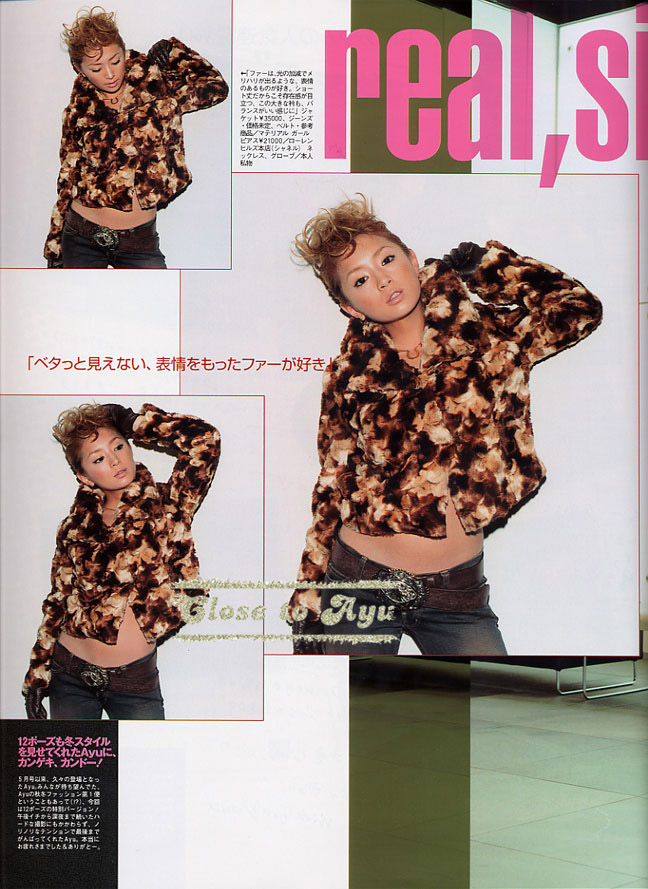 real,si
←「ファーは、光の加減でメ
リハリが出るような、表情
のあるものが好き。ショー
ト丈だからこそ存在感が目
立つ、この大きな衿も、バ
ランスがいい感じに」ジャ
ケット¥35000、ジーンズ
・価格未定、ベルト・参考
商品／マテリアル ガール
ピアス¥21000／ローレン
ヒルズ本店(シャネル) ネ
ックレス、グローブ／本人
私物
「ベタっと見えない、表情をもったファーが好き」
Close to Ayu
12ポーズも冬スタイル
を見せてくれたAyuに、
カンゲキ、カンドー!
5月号以来、久々の登場となっ
たAyu。みんなが待ち望んでた、
Ayuの秋冬ファッション第1便
ということもあって(!?)、今回
は12ポーズの特別バージョン!
午後イチから深夜まで続いたハ
ードな撮影にもかかわらず、ノ
リノリなテンションで最後まで
がんばってくれたAyu。本当に
お疲れさまでした&ありがとー。